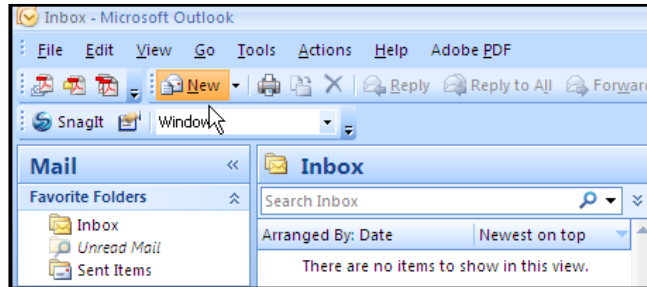 Inbox - Microsoft Outlook
File Edit View Go Tools Actions Help Adobe PDF
New Reply Reply to All Forward
SnagIt Window
Mail << Inbox
Favorite Folders Search Inbox
Inbox Arranged By: Date Newest on top
Unread Mail There are no items to show in this view.
Sent Items